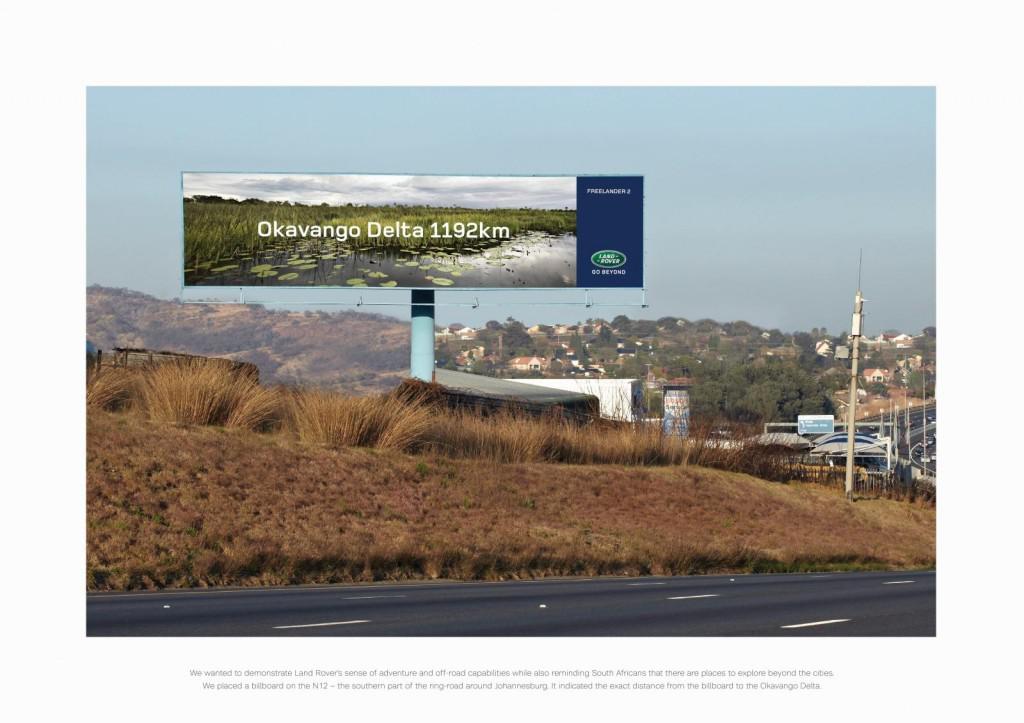 Okavango Delta 1192km
FREELANDER 2
LAND-
ROVER
GO BEYOND
We wanted to demonstrate Land Rover's sense of adventure and off-road capabilities while also reminding South Africans that there are places to explore beyond the cities.
We placed a billboard on the N12 – the southern part of the ring-road around Johannesburg. It indicated the exact distance from the billboard to the Okavango Delta.